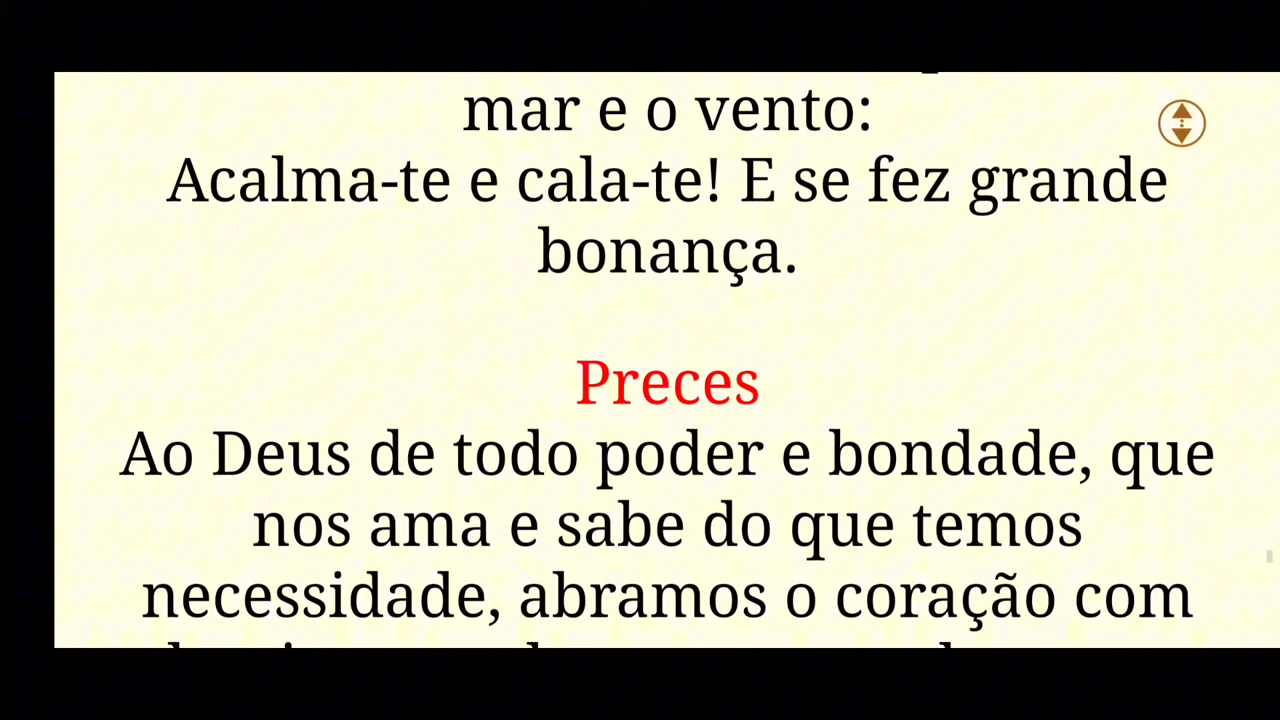 mar e o vento:
Acalma-te e cala-te! E se fez grande
bonança.
Preces
Ao Deus de todo poder e bondade, que
nos ama e sabe do que temos
necessidade, abramos o coração com